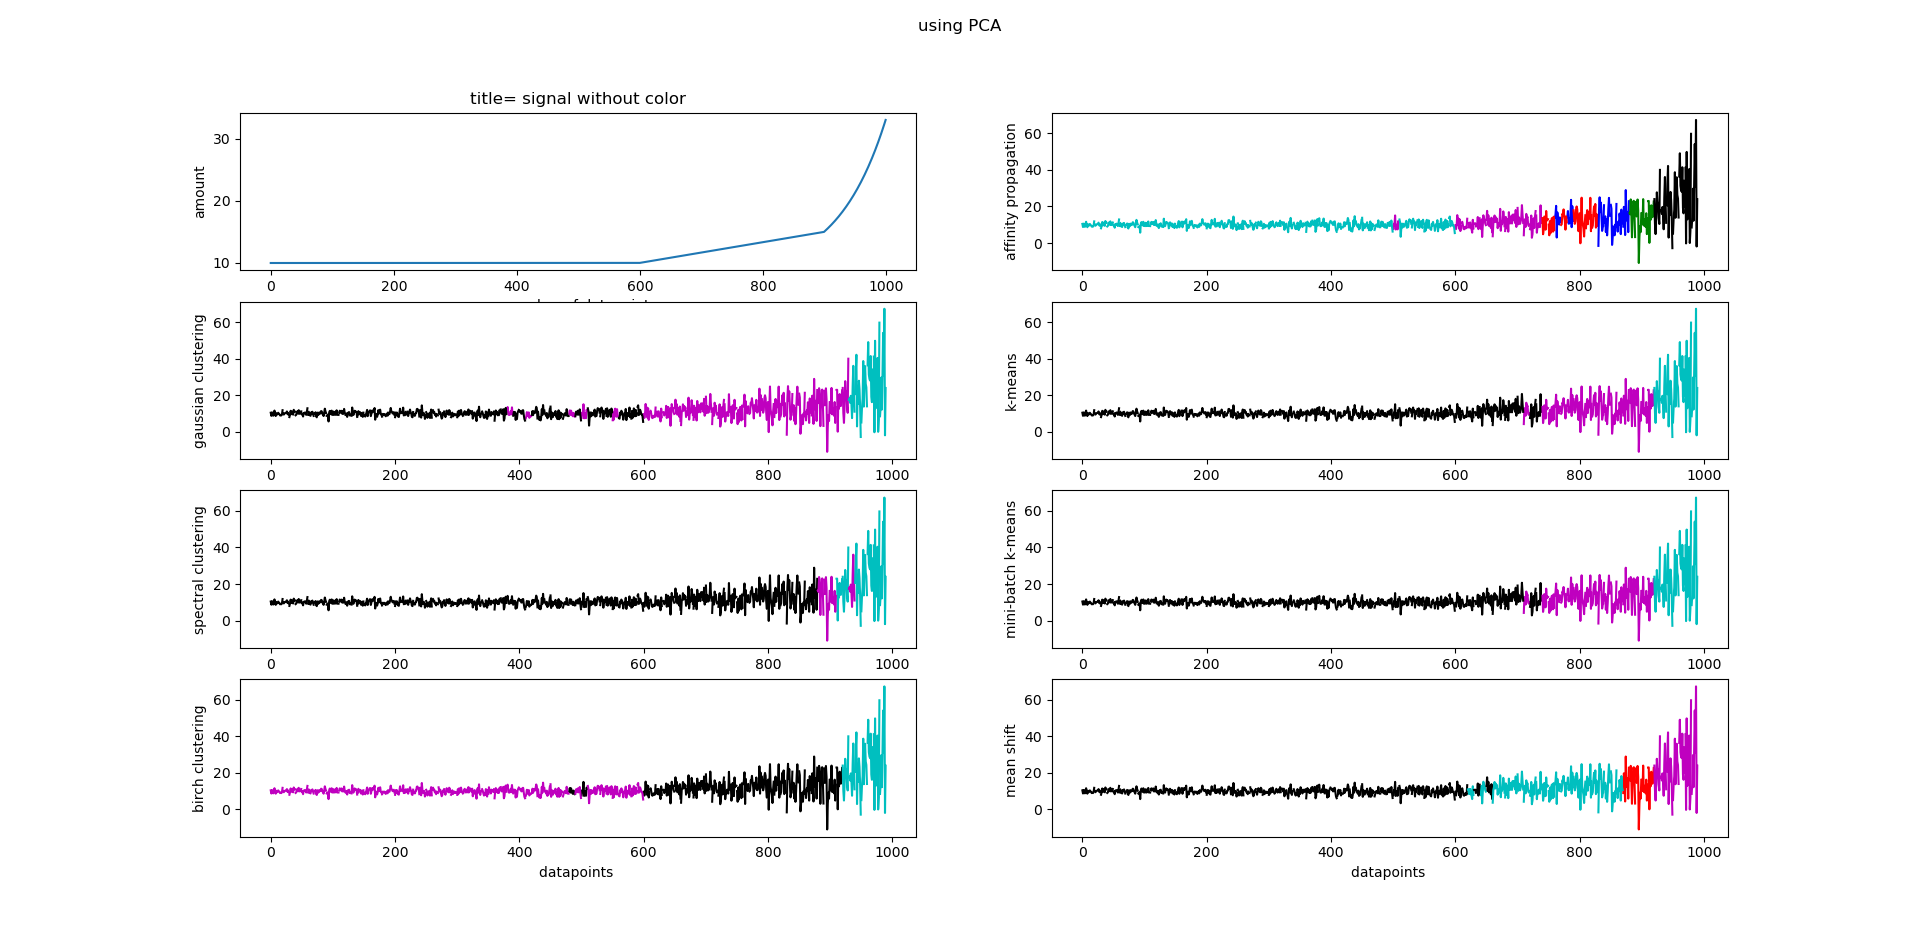 using PCA
title= signal without color
amount
30
20
10
0 200 400 600 800 1000
affinity propagation
60
40
20
0
0 200 400 600 800 1000
gaussian clustering
60
40
20
0
0 200 400 600 800 1000
k-means
60
40
20
0
0 200 400 600 800 1000
spectral clustering
60
40
20
0
0 200 400 600 800 1000
mini-batch k-means
60
40
20
0
0 200 400 600 800 1000
birch clustering
60
40
20
0
0 200 400 600 800 1000
datapoints
mean shift
60
40
20
0
0 200 400 600 800 1000
datapoints